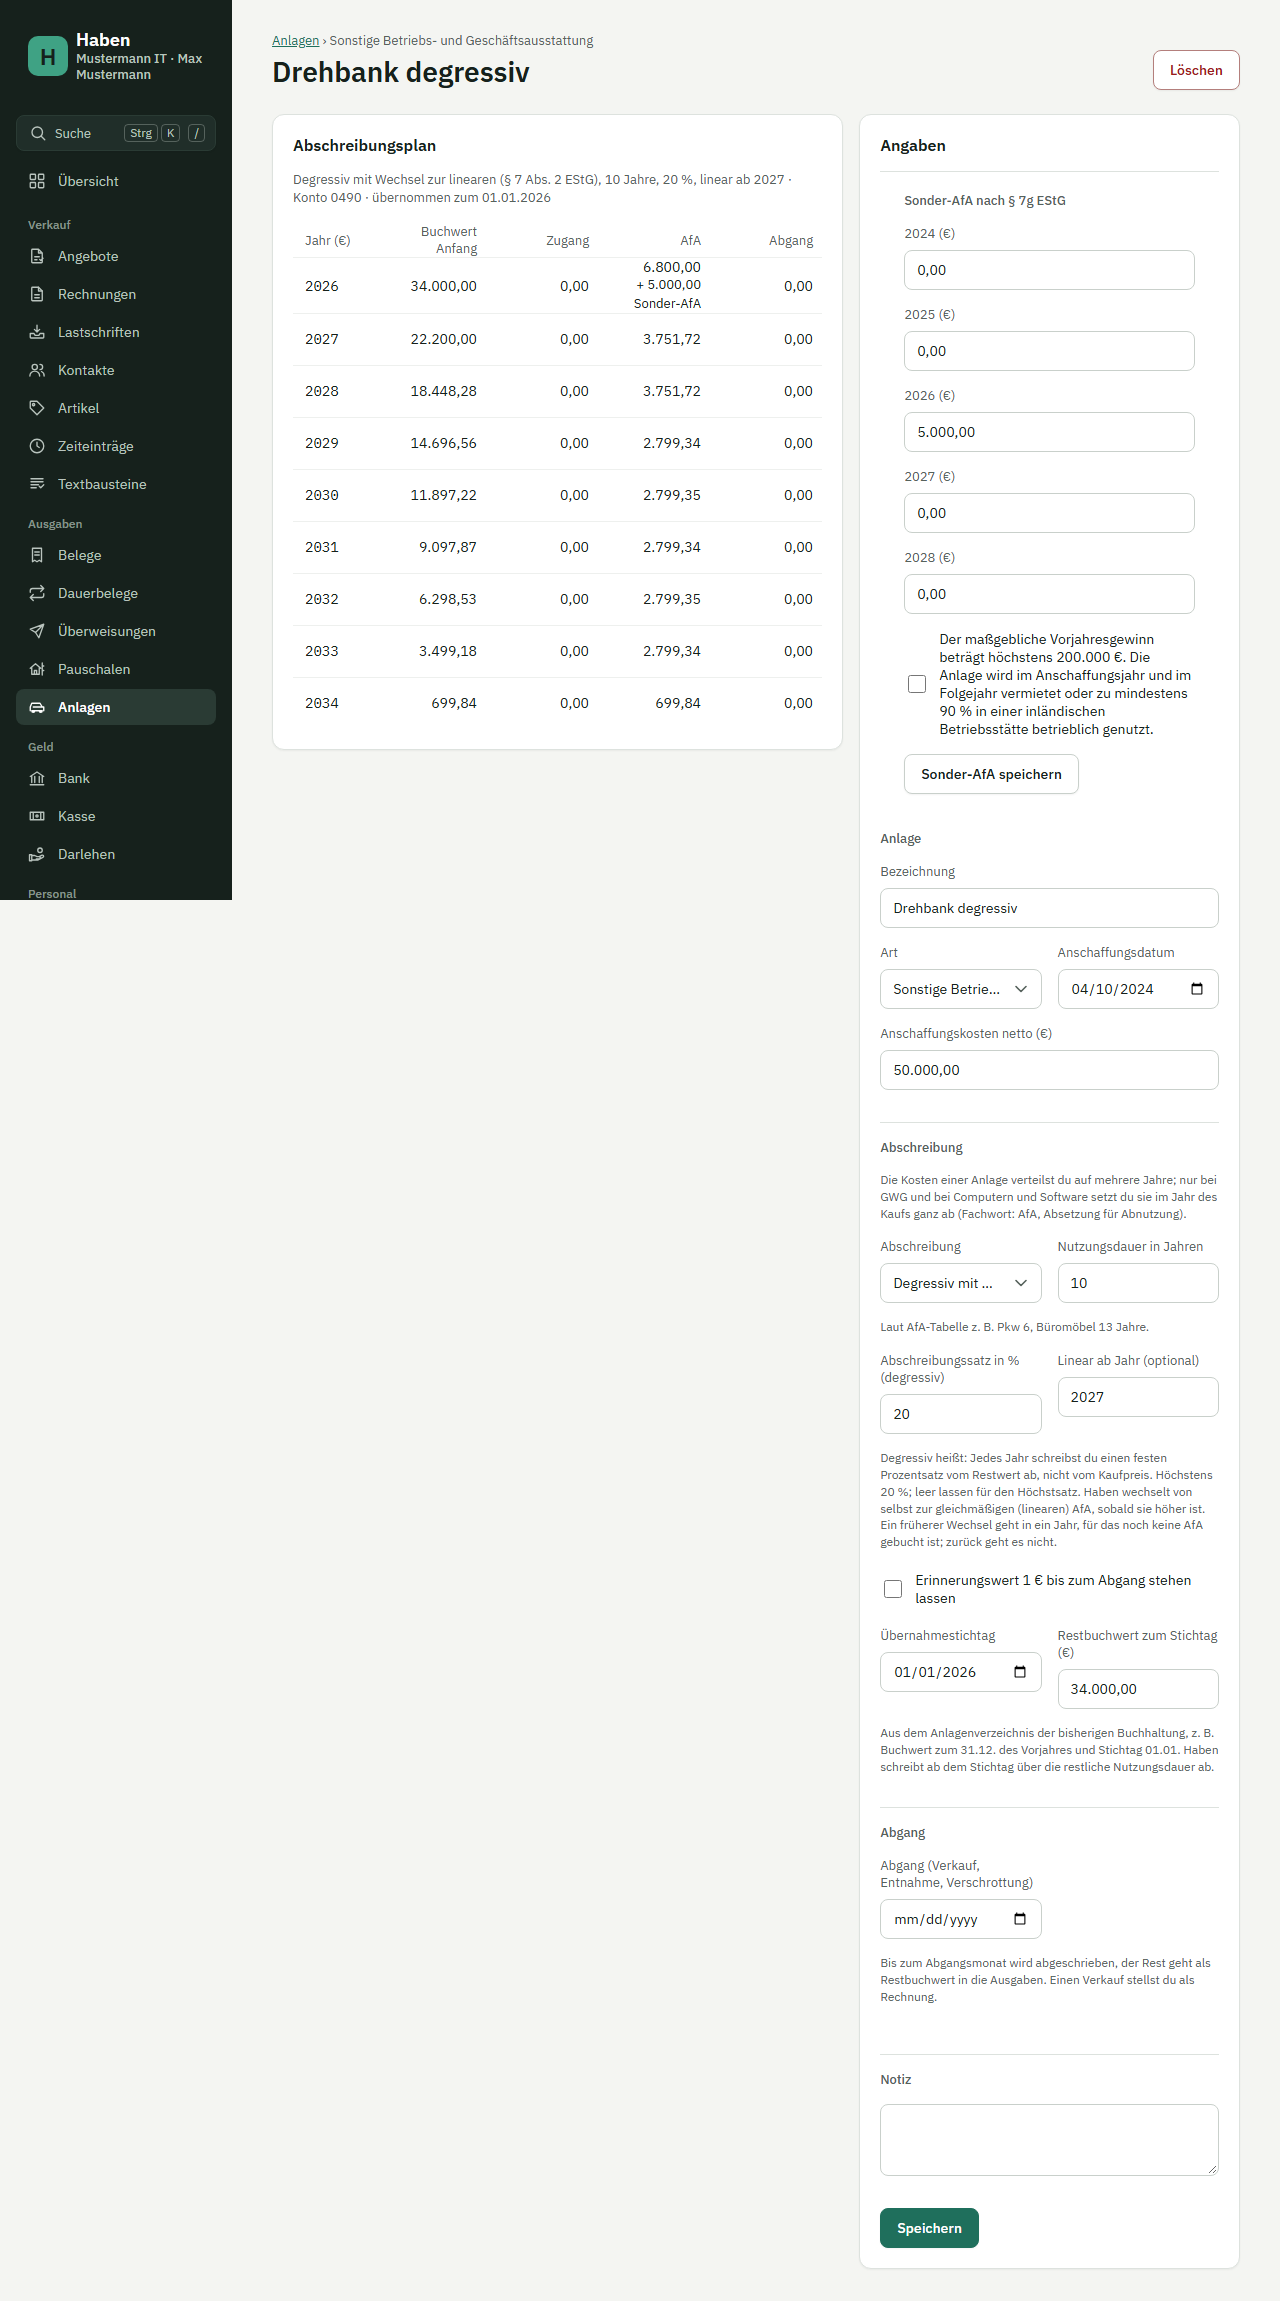 Haben
Mustermann IT · Max
Mustermann
Suche Strg K /
Übersicht
Verkauf
Angebote
Rechnungen
Lastschriften
Kontakte
Artikel
Zeiteinträge
Textbausteine
Ausgaben
Belege
Dauerbelege
Überweisungen
Pauschalen
Anlagen
Geld
Bank
Kasse
Darlehen
Personal
Anlagen › Sonstige Betriebs- und Geschäftsausstattung
Drehbank degressiv
Löschen
Abschreibungsplan
Degressiv mit Wechsel zur linearen (§ 7 Abs. 2 EStG), 10 Jahre, 20 %, linear ab 2027 ·
Konto 0490 · übernommen zum 01.01.2026
Jahr (€) Buchwert Anfang Zugang AfA Abgang
2026 34.000,00 0,00 6.800,00 + 5.000,00 Sonder-AfA 0,00
2027 22.200,00 0,00 3.751,72 0,00
2028 18.448,28 0,00 3.751,72 0,00
2029 14.696,56 0,00 2.799,34 0,00
2030 11.897,22 0,00 2.799,35 0,00
2031 9.097,87 0,00 2.799,34 0,00
2032 6.298,53 0,00 2.799,35 0,00
2033 3.499,18 0,00 2.799,34 0,00
2034 699,84 0,00 699,84 0,00
Angaben
Sonder-AfA nach § 7g EStG
2024 (€)
0,00
2025 (€)
0,00
2026 (€)
5.000,00
2027 (€)
0,00
2028 (€)
0,00
Der maßgebliche Vorjahresgewinn
beträgt höchstens 200.000 €. Die
Anlage wird im Anschaffungsjahr und im
Folgejahr vermietet oder zu mindestens
90 % in einer inländischen
Betriebsstätte betrieblich genutzt.
Sonder-AfA speichern
Anlage
Bezeichnung
Drehbank degressiv
Art Anschaffungsdatum
Sonstige Betrie... 04/10/2024
Anschaffungskosten netto (€)
50.000,00
Abschreibung
Die Kosten einer Anlage verteilst du auf mehrere Jahre; nur bei
GWG und bei Computern und Software setzt du sie im Jahr des
Kaufs ganz ab (Fachwort: AfA, Absetzung für Abnutzung).
Abschreibung Nutzungsdauer in Jahren
Degressiv mit ... 10
Laut AfA-Tabelle z. B. Pkw 6, Büromöbel 13 Jahre.
Abschreibungssatz in % (degressiv) Linear ab Jahr (optional)
20 2027
Degressiv heißt: Jedes Jahr schreibst du einen festen
Prozentsatz vom Restwert ab, nicht vom Kaufpreis. Höchstens
20 %; leer lassen für den Höchstsatz. Haben wechselt von
selbst zur gleichmäßigen (linearen) AfA, sobald sie höher ist.
Ein früherer Wechsel geht in ein Jahr, für das noch keine AfA
gebucht ist; zurück geht es nicht.
Erinnerungswert 1 € bis zum Abgang stehen
lassen
Übernahmestichtag Restbuchwert zum Stichtag (€)
01/01/2026 34.000,00
Aus dem Anlagenverzeichnis der bisherigen Buchhaltung, z. B.
Buchwert zum 31.12. des Vorjahres und Stichtag 01.01. Haben
schreibt ab dem Stichtag über die restliche Nutzungsdauer ab.
Abgang
Abgang (Verkauf,
Entnahme, Verschrottung)
mm/dd/yyyy
Bis zum Abgangsmonat wird abgeschrieben, der Rest geht als
Restbuchwert in die Ausgaben. Einen Verkauf stellst du als
Rechnung.
Notiz
Speichern